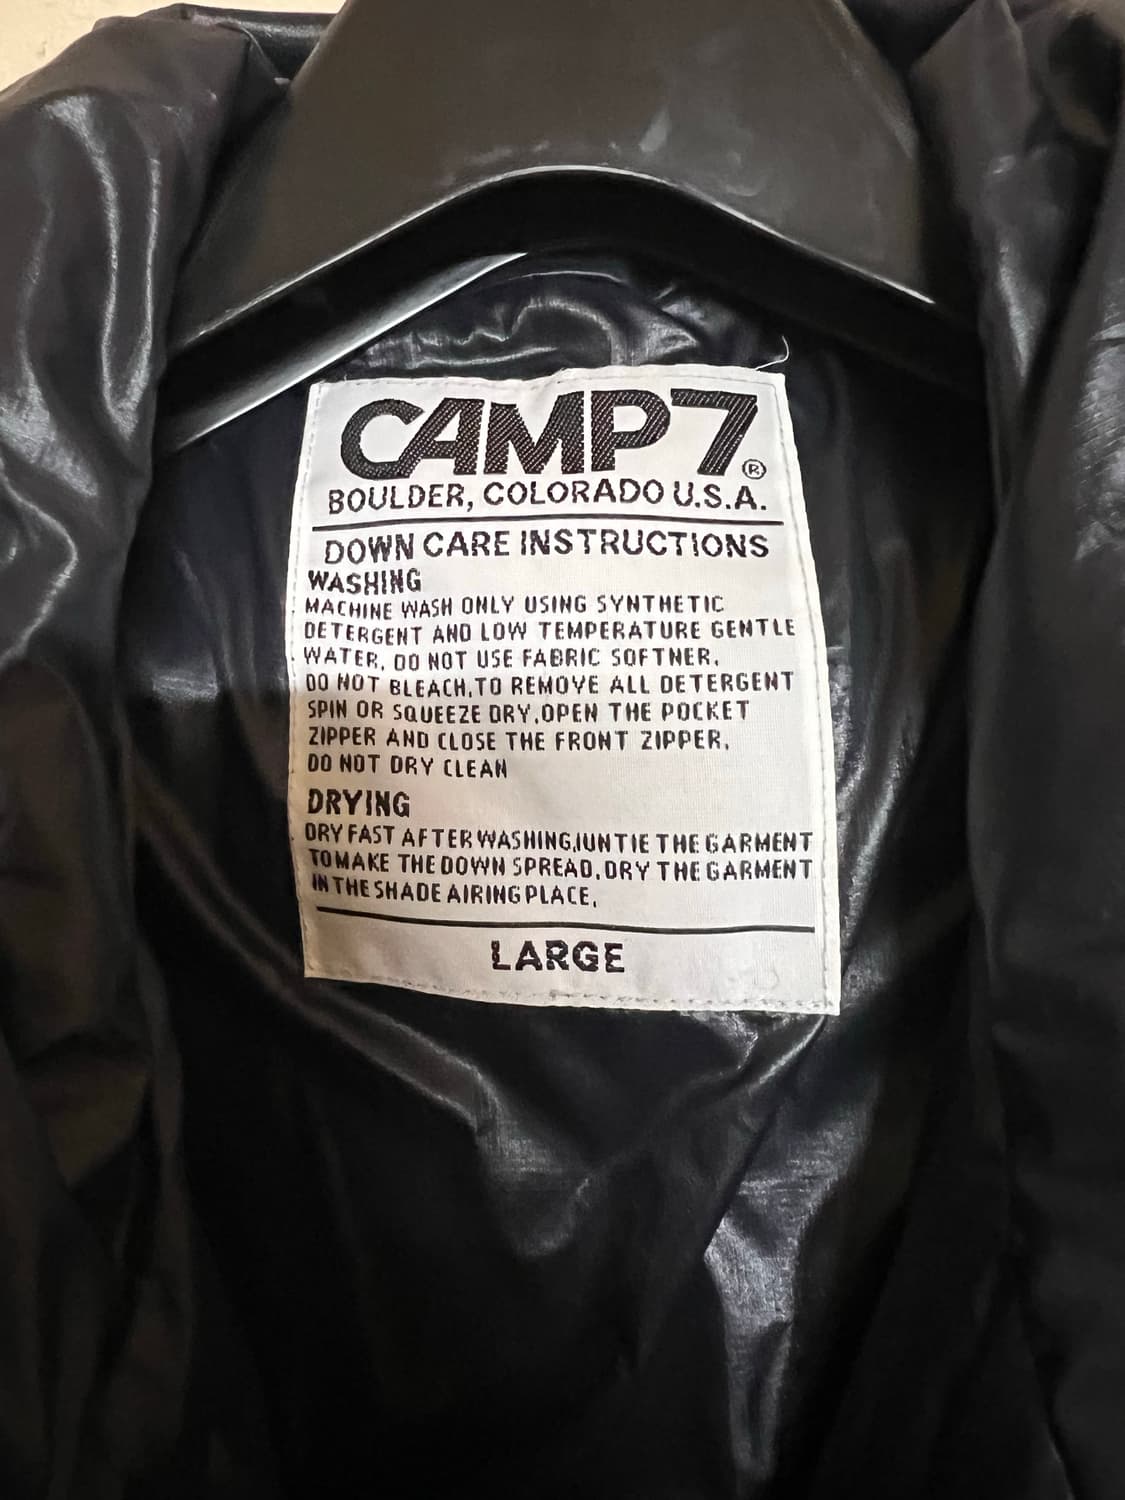 CAMP7®
BOULDER, COLORADO U.S.A.
DOWN CARE INSTRUCTIONS
WASHING
MACHINE WASH ONLY USING SYNTHETIC
DETERGENT AND LOW TEMPERATURE GENTLE
WATER. DO NOT USE FABRIC SOFTNER.
DO NOT BLEACH.TO REMOVE ALL DETERGENT
SPIN OR SQUEEZE DRY.OPEN THE POCKET
ZIPPER AND CLOSE THE FRONT ZIPPER.
DO NOT DRY CLEAN
DRYING
DRY FAST AFTER WASHING,IUNTIE THE GARMENT
TO MAKE THE DOWN SPREAD.DRY THE GARMENT
IN THE SHADE AIRING PLACE.
LARGE